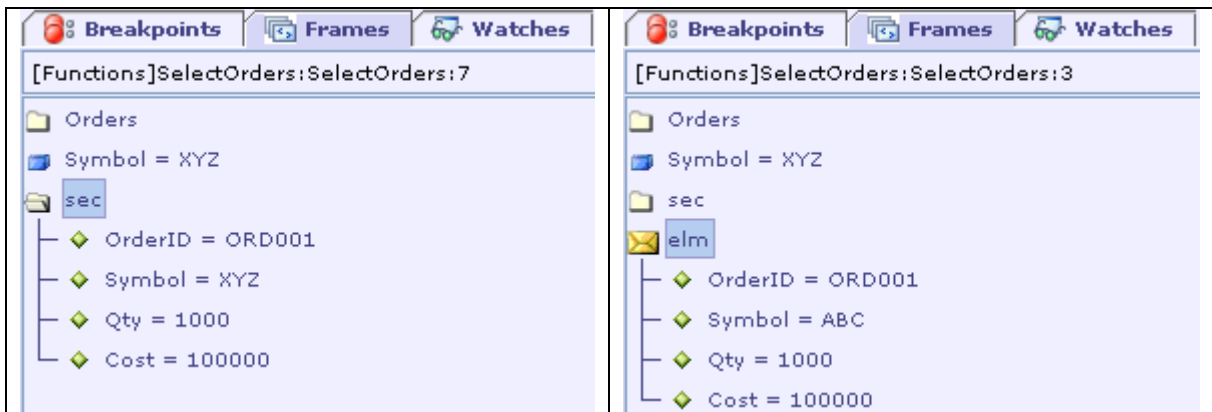 Breakpoints Frames Watches
[Functions]SelectOrders:SelectOrders:7
Orders
Symbol = XYZ
sec
OrderID = ORD001
Symbol = XYZ
Qty = 1000
Cost = 100000
Breakpoints Frames Watches
[Functions]SelectOrders:SelectOrders:3
Orders
Symbol = XYZ
sec
elm
OrderID = ORD001
Symbol = ABC
Qty = 1000
Cost = 100000